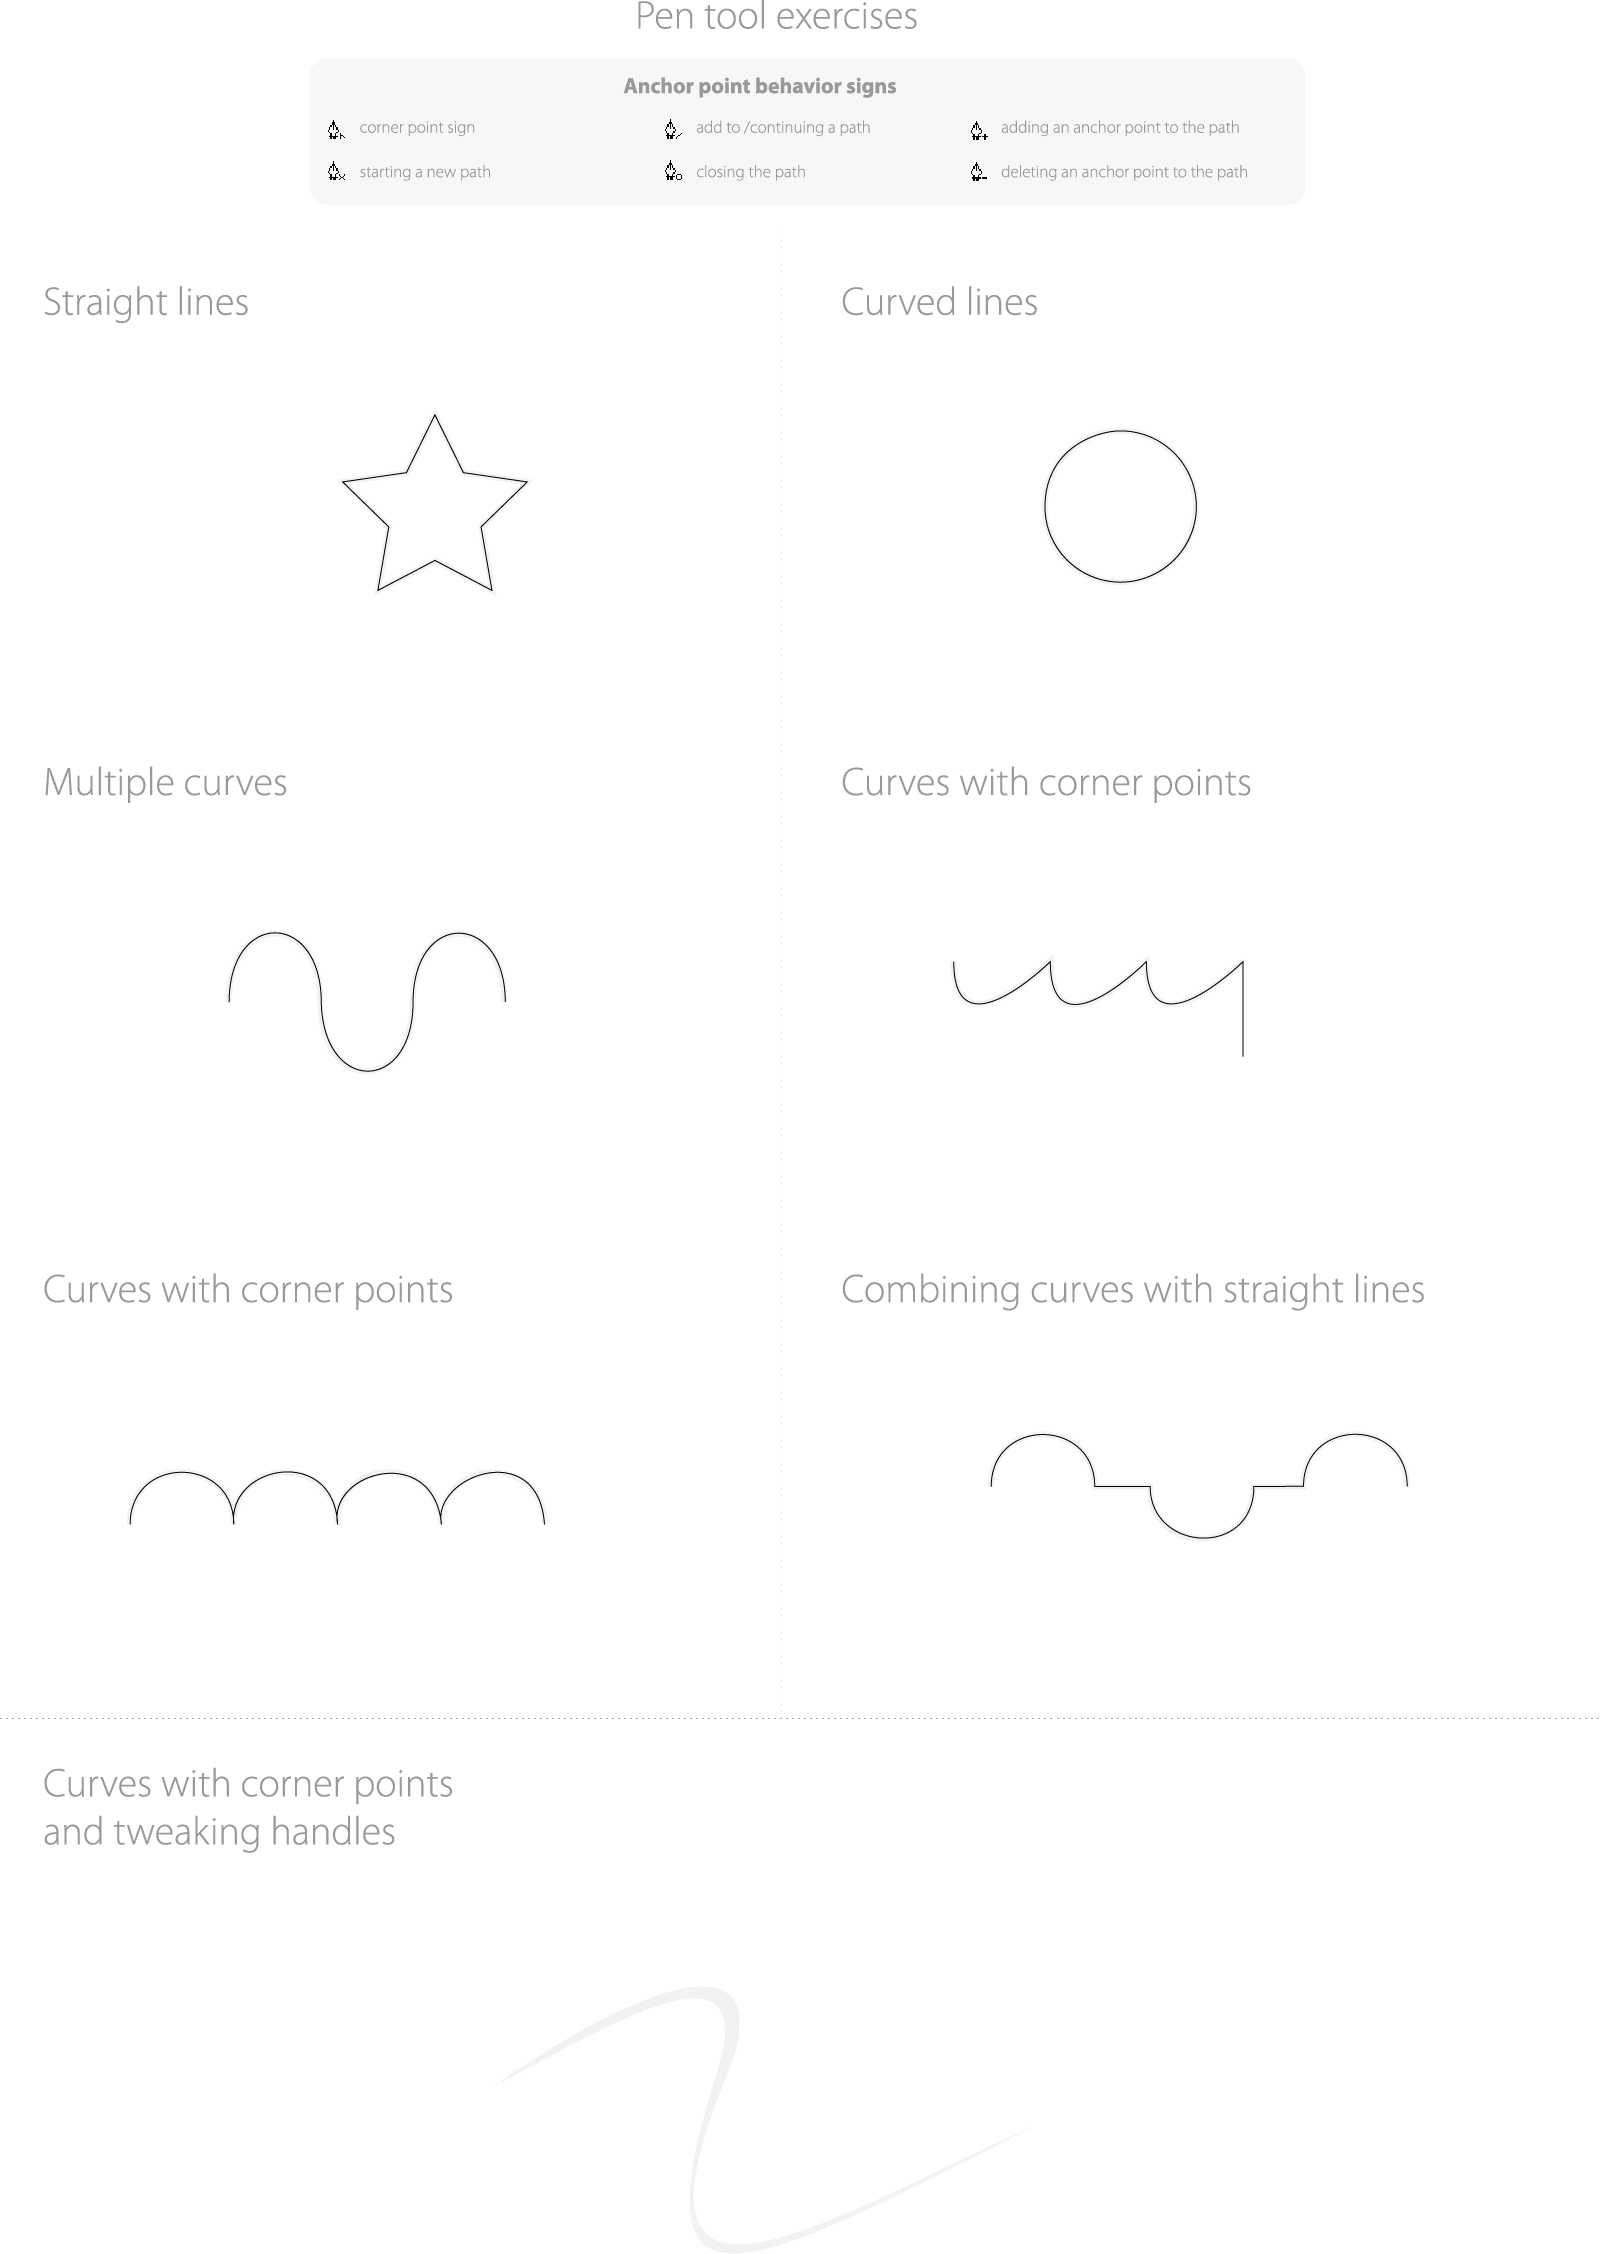 Pen tool exercises
Anchor point behavior signs
corner point sign
add to /continuing a path
adding an anchor point to the path
starting a new path
closing the path
deleting an anchor point to the path
Straight lines
Curved lines
Multiple curves
Curves with corner points
Curves with corner points
Combining curves with straight lines
Curves with corner points
and tweaking handles